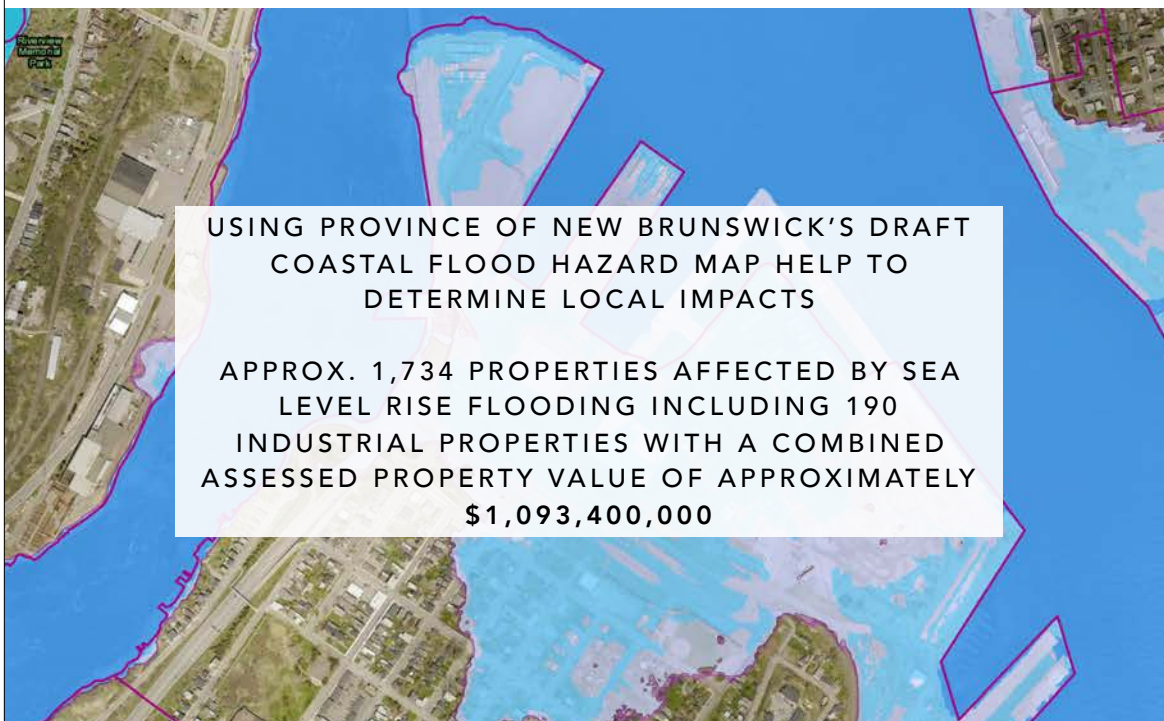 Riverview
Memorial
Park
USING PROVINCE OF NEW BRUNSWICK'S DRAFT
COASTAL FLOOD HAZARD MAP HELP TO
DETERMINE LOCAL IMPACTS
APPROX. 1,734 PROPERTIES AFFECTED BY SEA
LEVEL RISE FLOODING INCLUDING 190
INDUSTRIAL PROPERTIES WITH A COMBINED
ASSESSED PROPERTY VALUE OF APPROXIMATELY
$1,093,400,000